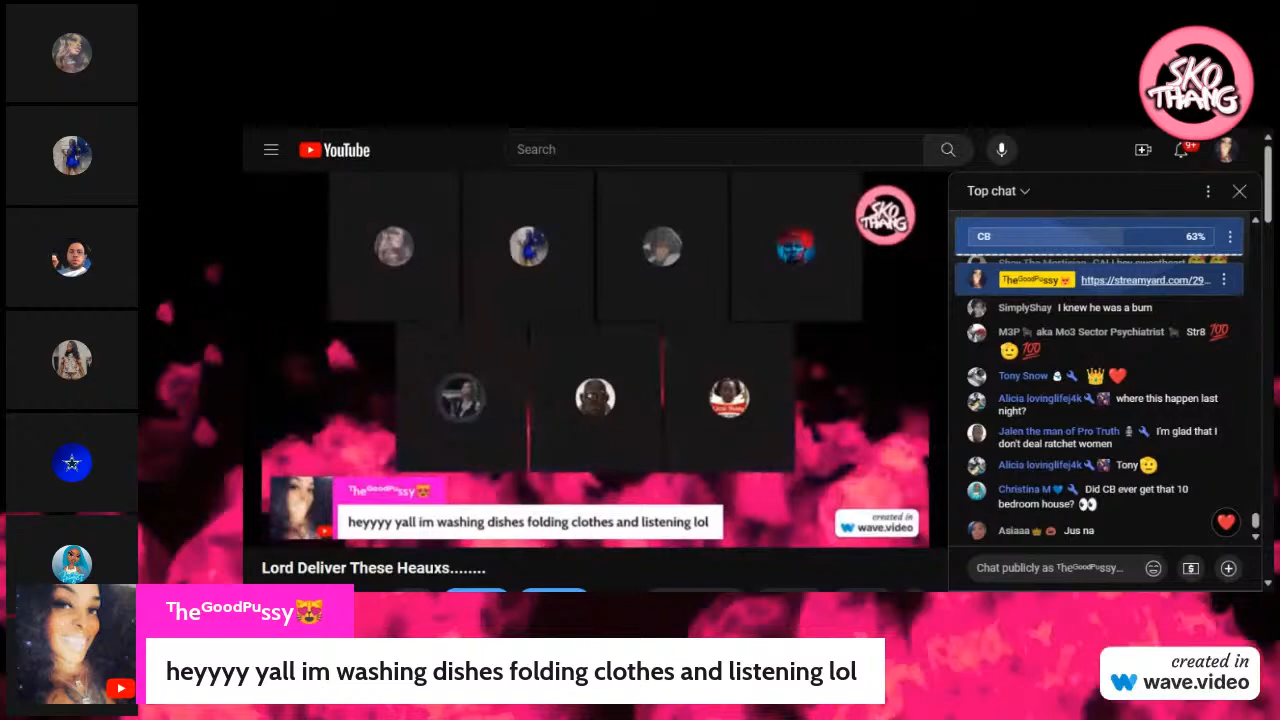 SKO
THANG
YouTube
Search
9+
Top chat
SKO
THANG
CB
63%
ᵀheᴳᵒᵒᵈᴾᵘssy😻 https://streamyard.com/29...
SimplyShay I knew he was a bum
M3P aka Mo3 Sector Psychiatrist Str8 💯
🫡 💯
Tony Snow 👑❤️
Alicia lovinglifej4k where this happen last
night?
Jalen the man of Pro Truth I'm glad that I
don't deal ratchet women
Alicia lovinglifej4k Tony🫡
Christina M💙 Did CB ever get that 10
bedroom house? 👀
Asiaaa Jus na
ᵀheᴳᵒᵒᵈᴾᵘssy😻
heyyyy yall im washing dishes folding clothes and listening lol
created in
wave.video
Lord Deliver These Heauxs........
Chat publicly as ᵀheᴳᵒᵒᵈᴾᵘssy...
ᵀheᴳᵒᵒᵈᴾᵘssy😻
heyyyy yall im washing dishes folding clothes and listening lol
created in
wave.video